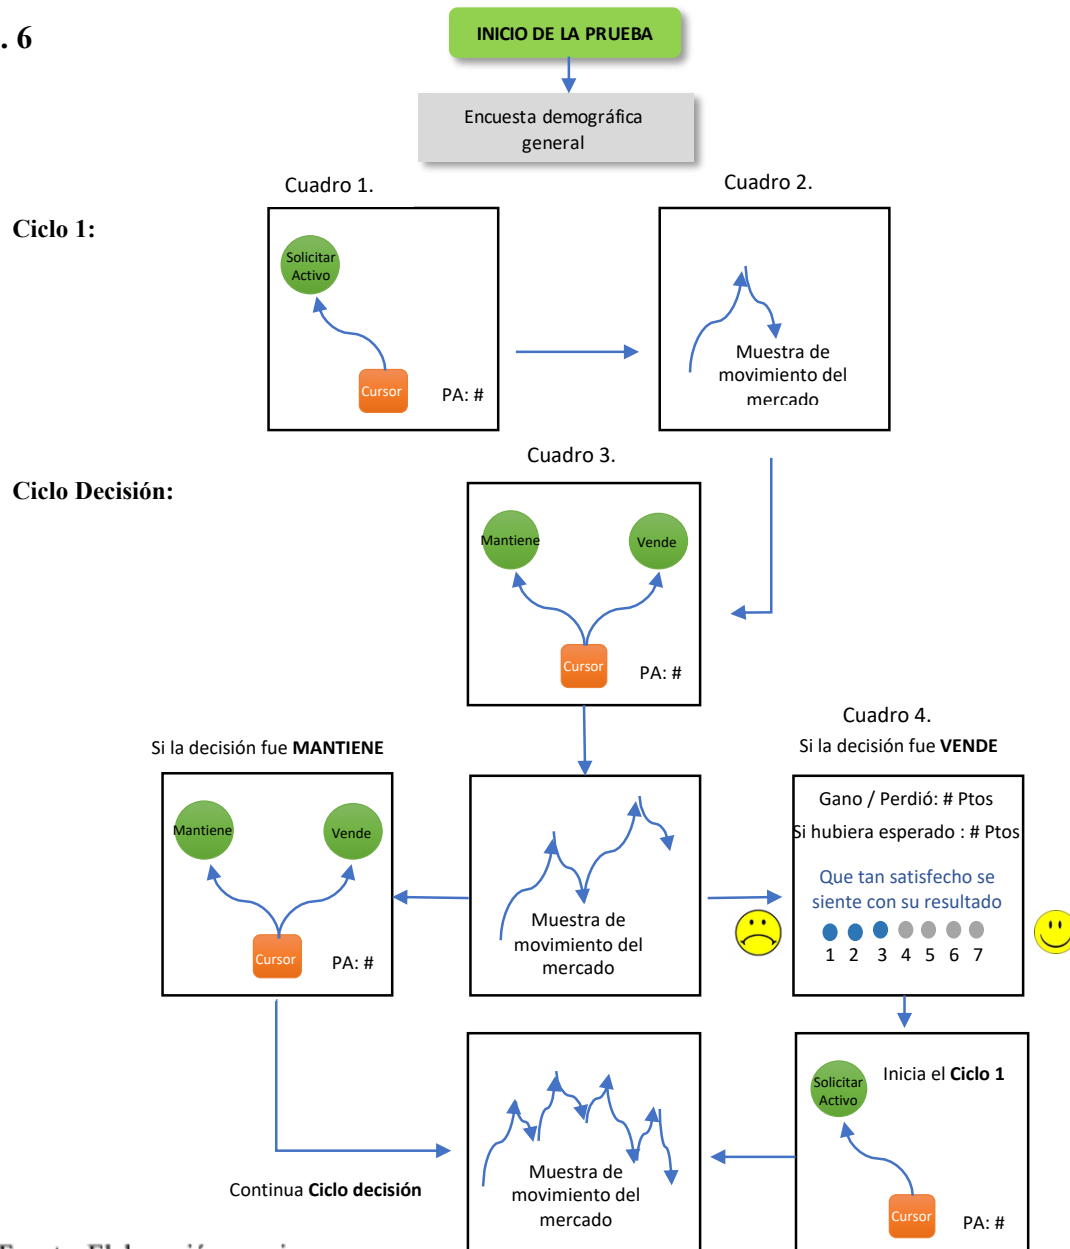 . 6
INICIO DE LA PRUEBA
Encuesta demográfica
general
Cuadro 1.
Cuadro 2.
Ciclo 1:
Solicitar
Activo
Cursor
PA: #
Muestra de
movimiento del
mercado
Cuadro 3.
Ciclo Decisión:
Mantiene
Vende
Cursor
PA: #
Cuadro 4.
Si la decisión fue MANTIENE
Si la decisión fue VENDE
Mantiene
Vende
Cursor
PA: #
Muestra de
movimiento del
mercado
Gano / Perdió: # Ptos
Si hubiera esperado : # Ptos
Que tan satisfecho se
siente con su resultado
1 2 3 4 5 6 7
Inicia el Ciclo 1
Solicitar
Activo
Cursor
PA: #
Muestra de
movimiento del
mercado
Continua Ciclo decisión